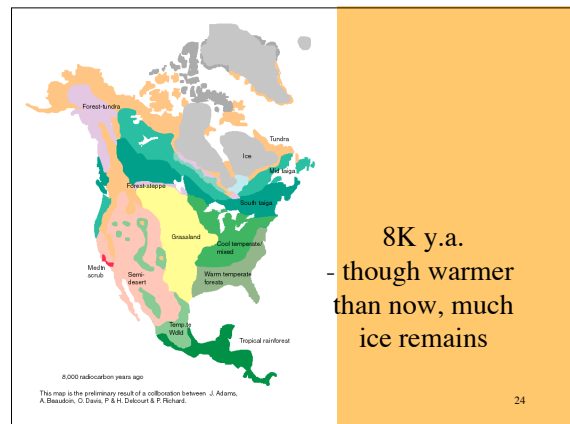 Forest-tundra
Tundra
Ice
Mid taiga
Forest-steppe
South taiga
Grassland
Cool temperate/
mixed
Medtn
scrub
Semi-
desert
Warm temperate
forests
Temp.te
Wdld
Tropical rainforest
8,000 radiocarbon years ago
This map is the preliminary result of a collboration between J. Adams,
A. Beaudoin, O. Davis, P & H. Delcourt & P. Richard.
8K y.a.
- though warmer
than now, much
ice remains
24